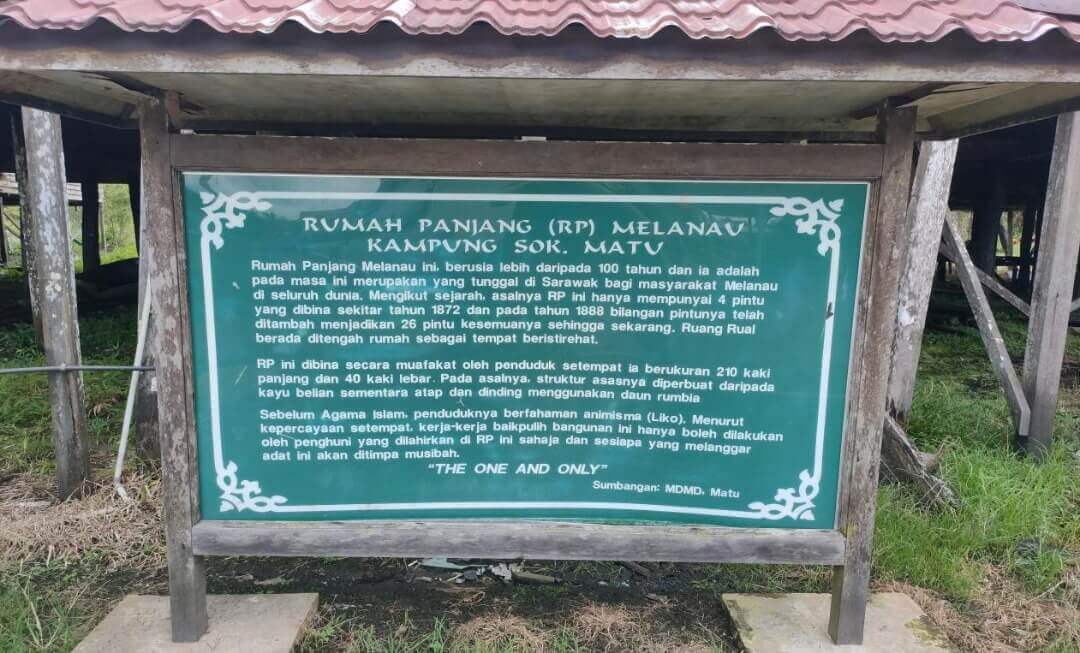 RUMAH PANJANG (RP) MELANAU
KAMPUNG SOK. MATU
Rumah Panjang Melanau ini, berusia lebih daripada 100 tahun dan ia adalah
pada masa ini merupakan yang tunggal di Sarawak bagi masyarakat Melanau
di seluruh dunia. Mengikut sejarah, asalnya RP ini hanya mempunyai 4 pintu
yang dibina sekitar tahun 1872 dan pada tahun 1888 bilangan pintunya telah
ditambah menjadikan 26 pintu kesemuanya sehingga sekarang. Ruang Rual
berada ditengah rumah sebagai tempat beristirehat.
RP ini dibina secara muafakat oleh penduduk setempat ia berukuran 210 kaki
panjang dan 40 kaki lebar. Pada asalnya, struktur asasnya diperbuat daripada
kayu belian sementara atap dan dinding menggunakan daun rumbia
Sebelum Agama Islam, penduduknya berfahaman animisma (Liko). Menurut
kepercayaan setempat, kerja-kerja baikpulih bangunan ini hanya boleh dilakukan
oleh penghuni yang dilahirkan di RP ini sahaja dan sesiapa yang melanggar
adat ini akan ditimpa musibah.
"THE ONE AND ONLY"
Sumbangan: MDMD, Matu